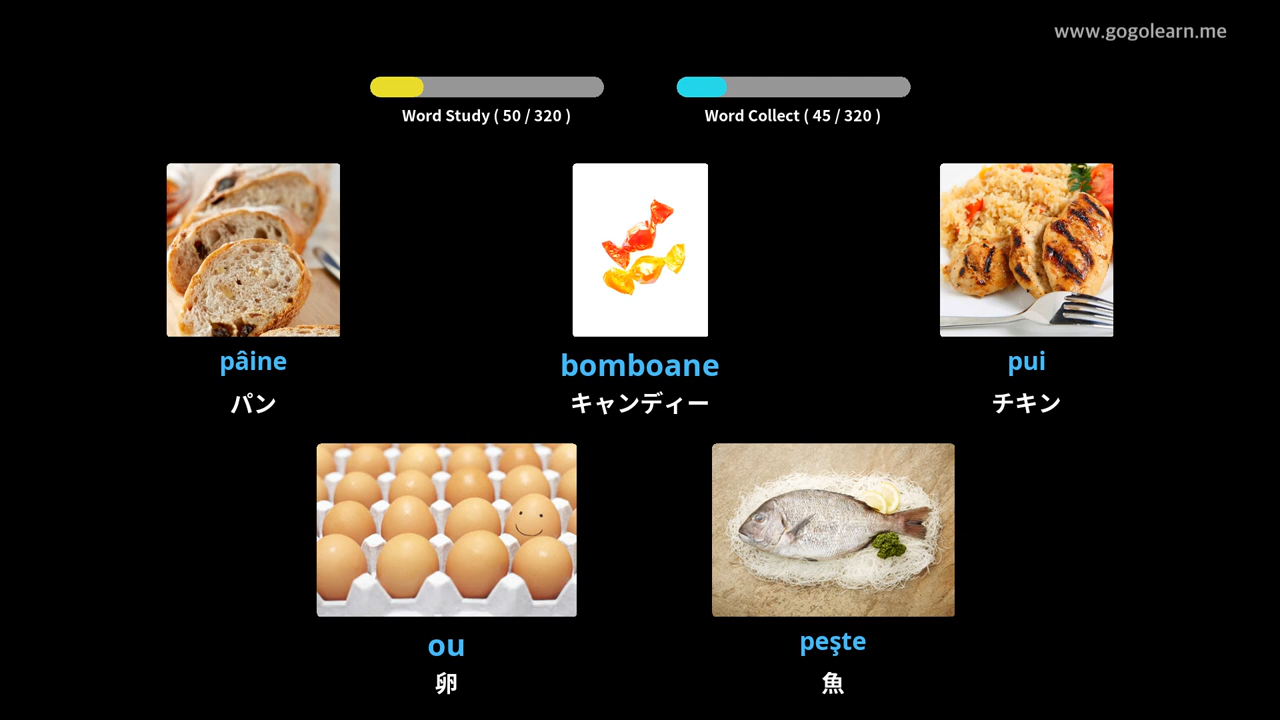 www.gogolearn.me
Word Study ( 50 / 320 )
Word Collect ( 45 / 320 )
pâine
パン
bomboane
キャンディー
pui
チキン
ou
卵
peşte
魚